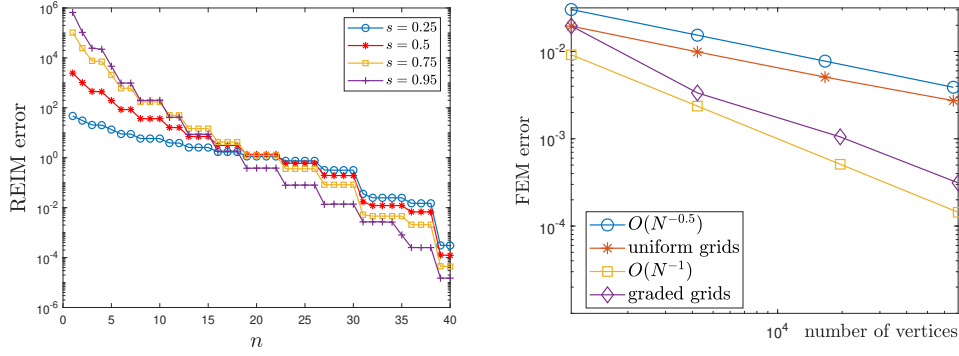 REIM error
10^6
10^4
10^2
10^0
10^-2
10^-4
10^-6
0
5
10
15
20
25
30
35
40
n
s = 0.25
s = 0.5
s = 0.75
s = 0.95
FEM error
10^-2
10^-3
10^-4
O(N^-0.5)
uniform grids
O(N^-1)
graded grids
10^4
number of vertices